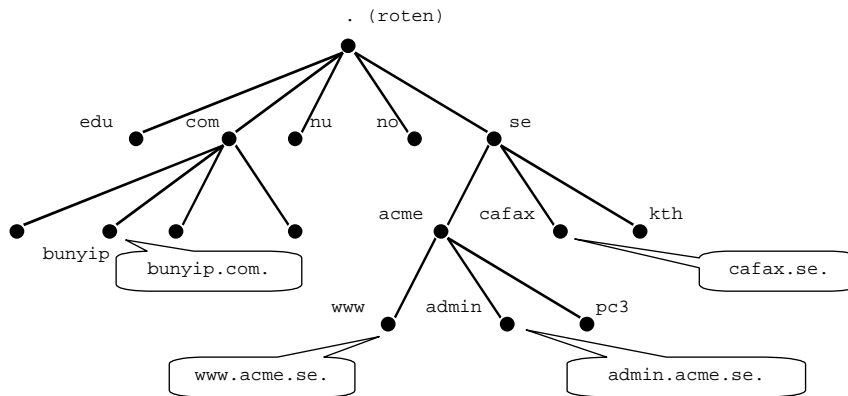 . (roten)
edu com nu no se
acme cafax kth
bunyip
bunyip.com.
cafax.se.
www admin pc3
www.acme.se.
admin.acme.se.